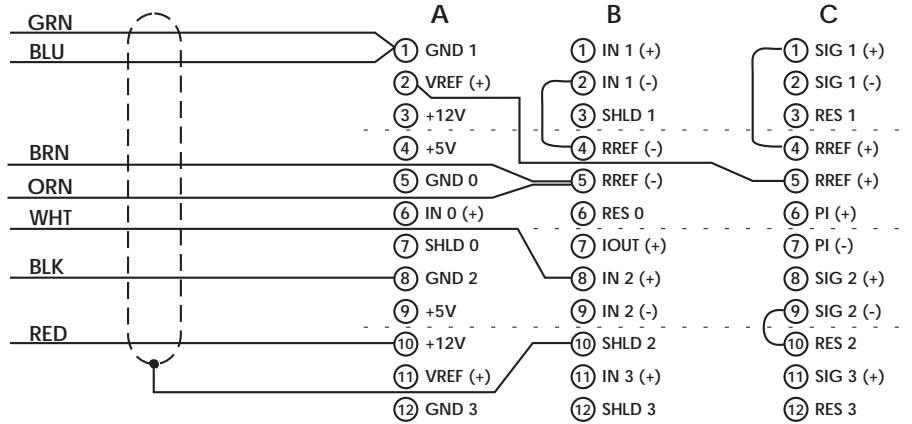 A B C
GRN
BLU
1 GND 1 1 IN 1 (+) 1 SIG 1 (+)
2 VREF (+) 2 IN 1 (-) 2 SIG 1 (-)
3 +12V 3 SHLD 1 3 RES 1
BRN
4 +5V 4 RREF (-) 4 RREF (+)
5 GND 0 5 RREF (-) 5 RREF (+)
ORN
6 IN 0 (+) 6 RES 0 6 PI (+)
WHT
7 SHLD 0 7 IOUT (+) 7 PI (-)
BLK
8 GND 2 8 IN 2 (+) 8 SIG 2 (+)
9 +5V 9 IN 2 (-) 9 SIG 2 (-)
RED
10 +12V 10 SHLD 2 10 RES 2
11 VREF (+) 11 IN 3 (+) 11 SIG 3 (+)
12 GND 3 12 SHLD 3 12 RES 3